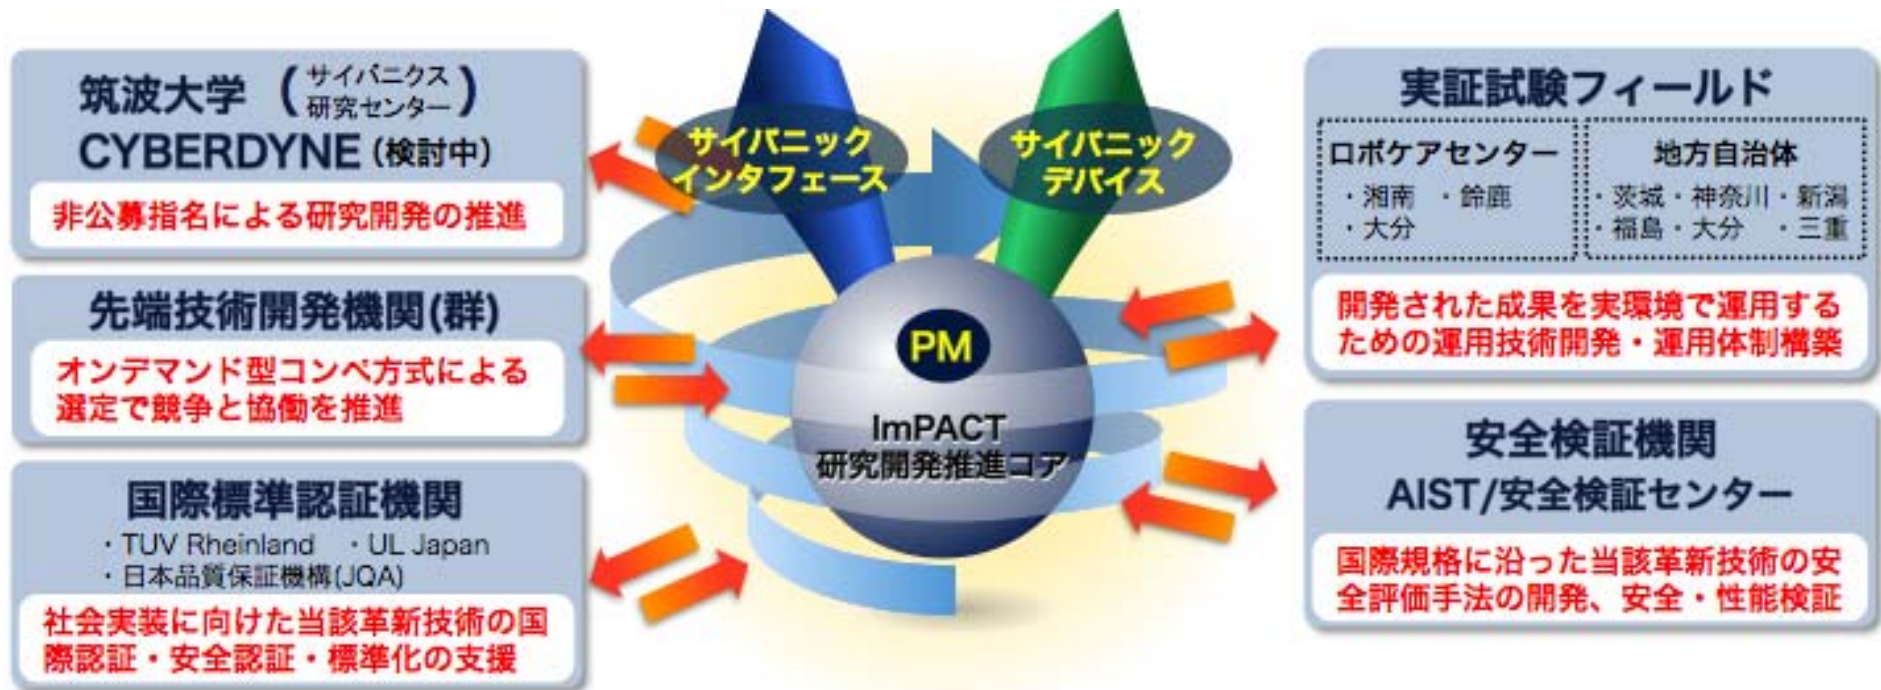 筑波大学 (サイバニクス研究センター)
CYBERDYNE (検討中)
非公募指名による研究開発の推進
先端技術開発機関(群)
オンデマンド型コンペ方式による
選定で競争と協働を推進
国際標準認証機関
・TUV Rheinland ・UL Japan
・日本品質保証機構(JQA)
社会実装に向けた当該革新技術の国
際認証・安全認証・標準化の支援
サイバニック
インタフェース
サイバニック
デバイス
PM
ImPACT
研究開発推進コア
実証試験フィールド
ロボケアセンター
・湘南 ・鈴鹿
・大分
地方自治体
・茨城・神奈川・新潟
・福島・大分 ・三重
開発された成果を実環境で運用する
ための運用技術開発・運用体制構築
安全検証機関
AIST/安全検証センター
国際規格に沿った当該革新技術の安
全評価手法の開発、安全・性能検証